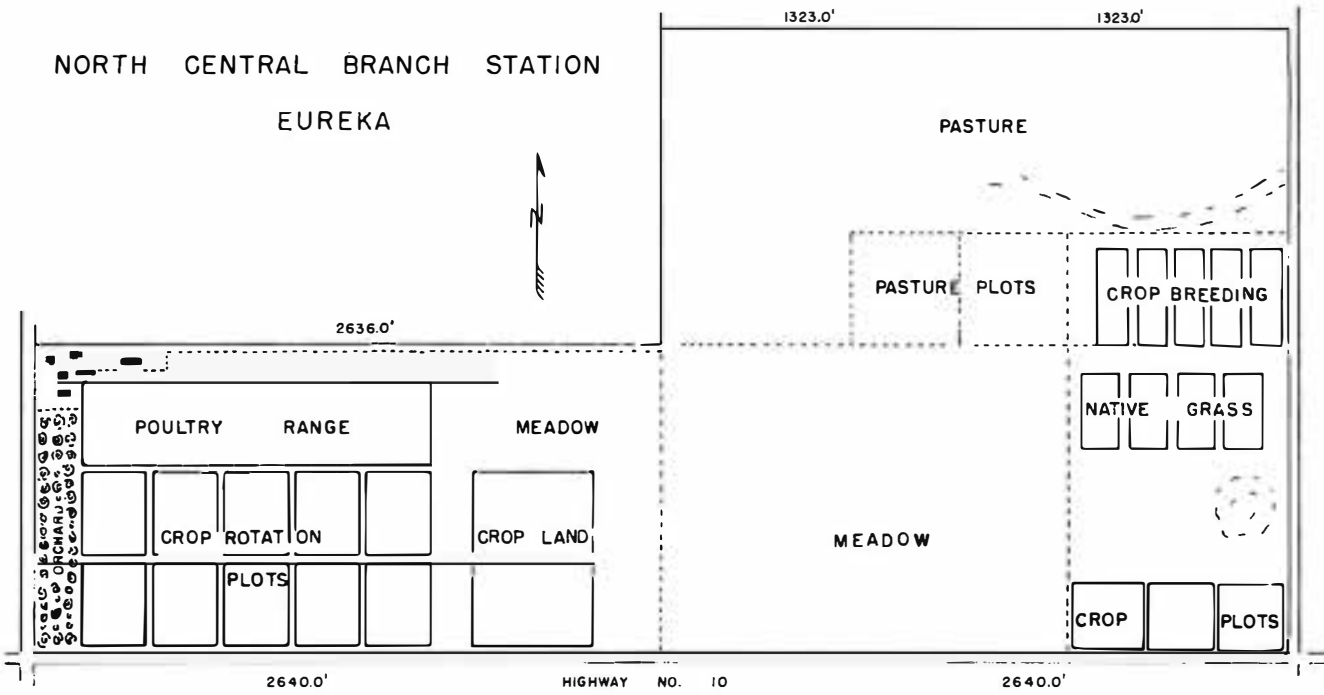 1323.0' 1323.0'
NORTH CENTRAL BRANCH STATION
EUREKA
PASTURE
N
PASTURE PLOTS
CROP BREEDING
2636.0'
NATIVE GRASS
POULTRY RANGE
MEADOW
ORCHARD
CROP ROTATION
PLOTS
CROP LAND
MEADOW
CROP PLOTS
2640.0' HIGHWAY NO. 10 2640.0'